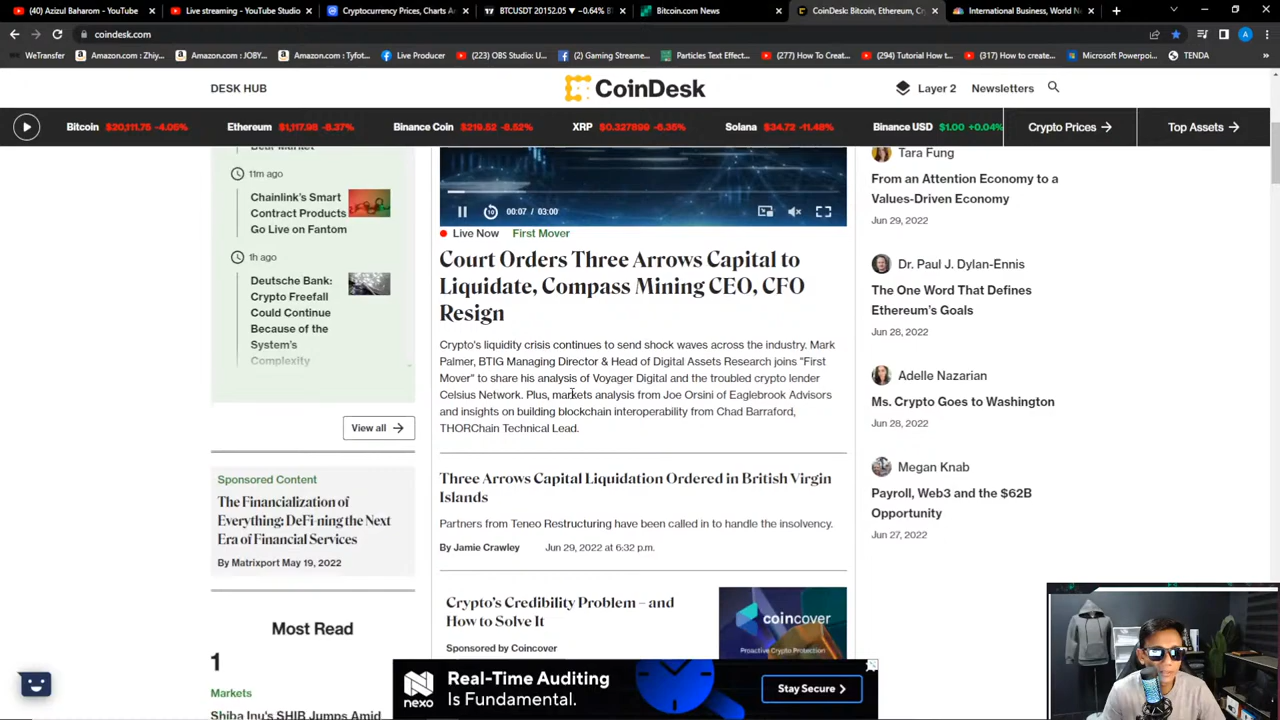 (40) Azizul Baharom - YouTube
Live streaming - YouTube Studio
Cryptocurrency Prices, Charts A
BTCUSDT 20152.05 ▼ −0.64% B
Bitcoin.com News
CoinDesk: Bitcoin, Ethereum, Cr
International Business, World N
coindesk.com
WeTransfer
Amazon.com : Zhiy...
Amazon.com: JOBY...
Amazon.com : Tyfot...
Live Producer
(223) OBS Studio: U...
(2) Gaming Streame...
Particles Text Effect...
(277) How To Creat...
(294) Tutorial How t...
(317) How to create...
Microsoft Powerpoi...
TENDA
DESK HUB
CoinDesk
Layer 2
Newsletters
Bitcoin $20,111.75 -4.06%
Ethereum $1,117.98 -8.37%
Binance Coin $219.52 -8.52%
XRP $0.327899 -6.35%
Solana $34.72 -11.48%
Binance USD $1.00 +0.04%
Crypto Prices
Top Assets
11m ago
Chainlink's Smart
Contract Products
Go Live on Fantom
1h ago
Deutsche Bank:
Crypto Freefall
Could Continue
Because of the
System's
Complexity
View all
Sponsored Content
The Financialization of
Everything: DeFi-ning the Next
Era of Financial Services
By Matrixport May 19, 2022
Most Read
1
Markets
Shiba Inu's SHIB Jumps Amid
10
00:07 / 03:00
Live Now First Mover
Court Orders Three Arrows Capital to
Liquidate, Compass Mining CEO, CFO
Resign
Crypto's liquidity crisis continues to send shock waves across the industry. Mark
Palmer, BTIG Managing Director & Head of Digital Assets Research joins "First
Mover" to share his analysis of Voyager Digital and the troubled crypto lender
Celsius Network. Plus, markets analysis from Joe Orsini of Eaglebrook Advisors
and insights on building blockchain interoperability from Chad Barraford,
THORChain Technical Lead.
Three Arrows Capital Liquidation Ordered in British Virgin
Islands
Partners from Teneo Restructuring have been called in to handle the insolvency.
By Jamie Crawley Jun 29, 2022 at 6:32 p.m.
Crypto's Credibility Problem – and
How to Solve It
Sponsored by Coincover
coincover
Proactive Crypto Protection
Tara Fung
From an Attention Economy to a
Values-Driven Economy
Jun 29, 2022
Dr. Paul J. Dylan-Ennis
The One Word That Defines
Ethereum's Goals
Jun 28, 2022
Adelle Nazarian
Ms. Crypto Goes to Washington
Jun 28, 2022
Megan Knab
Payroll, Web3 and the $62B
Opportunity
Jun 27, 2022
nexo
Real-Time Auditing
Is Fundamental.
Stay Secure